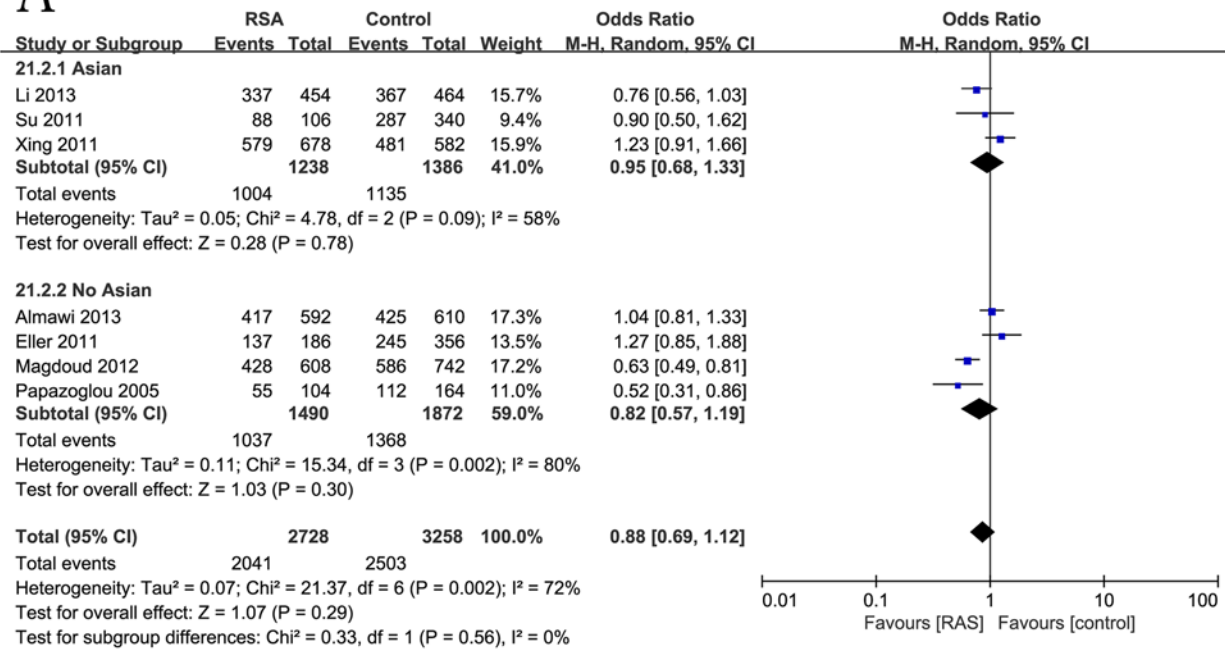 A
RSA Control Odds Ratio Odds Ratio
Study or Subgroup Events Total Events Total Weight M-H, Random, 95% CI M-H, Random, 95% CI
21.2.1 Asian
Li 2013 337 454 367 464 15.7% 0.76 [0.56, 1.03]
Su 2011 88 106 287 340 9.4% 0.90 [0.50, 1.62]
Xing 2011 579 678 481 582 15.9% 1.23 [0.91, 1.66]
Subtotal (95% CI) 1238 1386 41.0% 0.95 [0.68, 1.33]
Total events 1004 1135
Heterogeneity: Tau² = 0.05; Chi² = 4.78, df = 2 (P = 0.09); I² = 58%
Test for overall effect: Z = 0.28 (P = 0.78)
21.2.2 No Asian
Almawi 2013 417 592 425 610 17.3% 1.04 [0.81, 1.33]
Eller 2011 137 186 245 356 13.5% 1.27 [0.85, 1.88]
Magdoud 2012 428 608 586 742 17.2% 0.63 [0.49, 0.81]
Papazoglou 2005 55 104 112 164 11.0% 0.52 [0.31, 0.86]
Subtotal (95% CI) 1490 1872 59.0% 0.82 [0.57, 1.19]
Total events 1037 1368
Heterogeneity: Tau² = 0.11; Chi² = 15.34, df = 3 (P = 0.002); I² = 80%
Test for overall effect: Z = 1.03 (P = 0.30)
Total (95% CI) 2728 3258 100.0% 0.88 [0.69, 1.12]
Total events 2041 2503
Heterogeneity: Tau² = 0.07; Chi² = 21.37, df = 6 (P = 0.002); I² = 72%
Test for overall effect: Z = 1.07 (P = 0.29)
Test for subgroup differences: Chi² = 0.33, df = 1 (P = 0.56), I² = 0%
0.01 0.1 1 10 100
Favours [RAS] Favours [control]